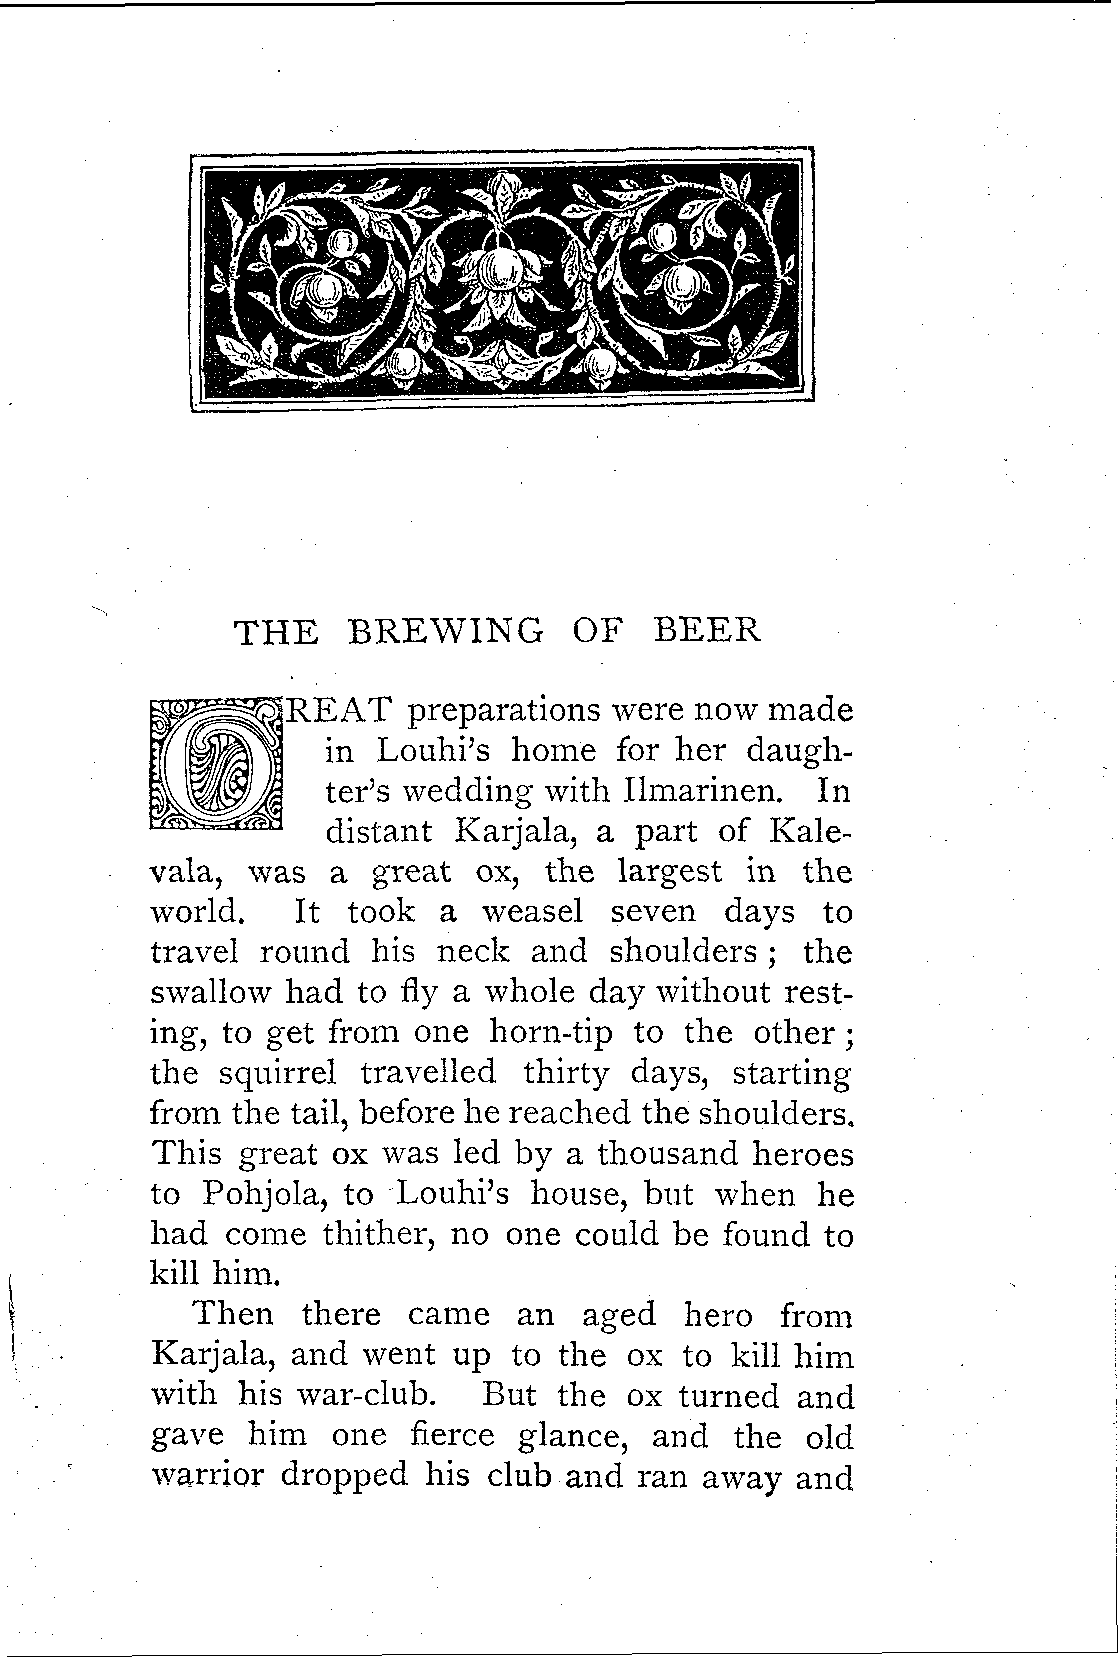 THE BREWING OF BEER
GREAT preparations were now made
in Louhi's home for her daugh-
ter's wedding with Ilmarinen. In
distant Karjala, a part of Kale-
vala, was a great ox, the largest in the
world. It took a weasel seven days to
travel round his neck and shoulders ; the
swallow had to fly a whole day without rest-
ing, to get from one horn-tip to the other ;
the squirrel travelled thirty days, starting
from the tail, before he reached the shoulders.
This great ox was led by a thousand heroes
to Pohjola, to Louhi's house, but when he
had come thither, no one could be found to
kill him.
Then there came an aged hero from
Karjala, and went up to the ox to kill him
with his war-club. But the ox turned and
gave him one fierce glance, and the old
warrior dropped his club and ran away and